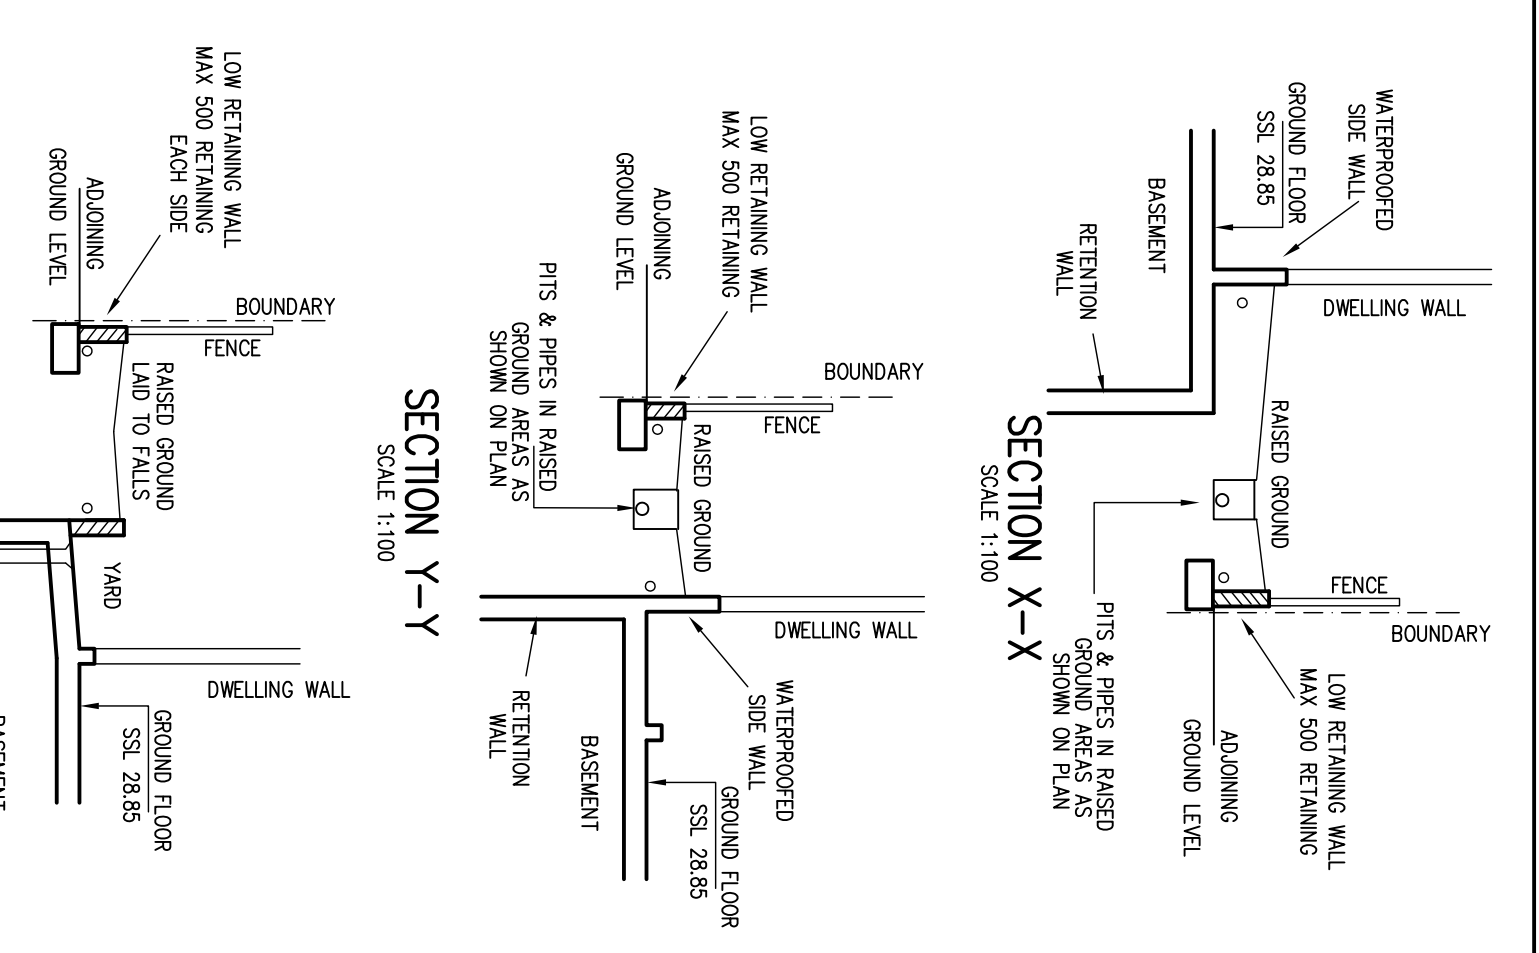 WATERPROOFED
SIDE WALL
GROUND FLOOR
SSL 28.85
BASEMENT
RETENTION
WALL
DWELLING WALL
RAISED GROUND
FENCE
BOUNDARY
PITS & PIPES IN RAISED
GROUND AREAS AS
SHOWN ON PLAN
ADJOINING
GROUND LEVEL
LOW RETAINING WALL
MAX 500 RETAINING
SECTION X-X
SCALE 1:100
LOW RETAINING WALL
MAX 500 RETAINING
ADJOINING
GROUND LEVEL
BOUNDARY
FENCE
PITS & PIPES IN RAISED
GROUND AREAS AS
SHOWN ON PLAN
RAISED GROUND
DWELLING WALL
WATERPROOFED
SIDE WALL
RETENTION
WALL
BASEMENT
GROUND FLOOR
SSL 28.85
SECTION Y-Y
SCALE 1:100
LOW RETAINING WALL
MAX 500 RETAINING
EACH SIDE
ADJOINING
GROUND LEVEL
BOUNDARY
FENCE
RAISED GROUND
LAID TO FALLS
YARD
DWELLING WALL
GROUND FLOOR
SSL 28.85